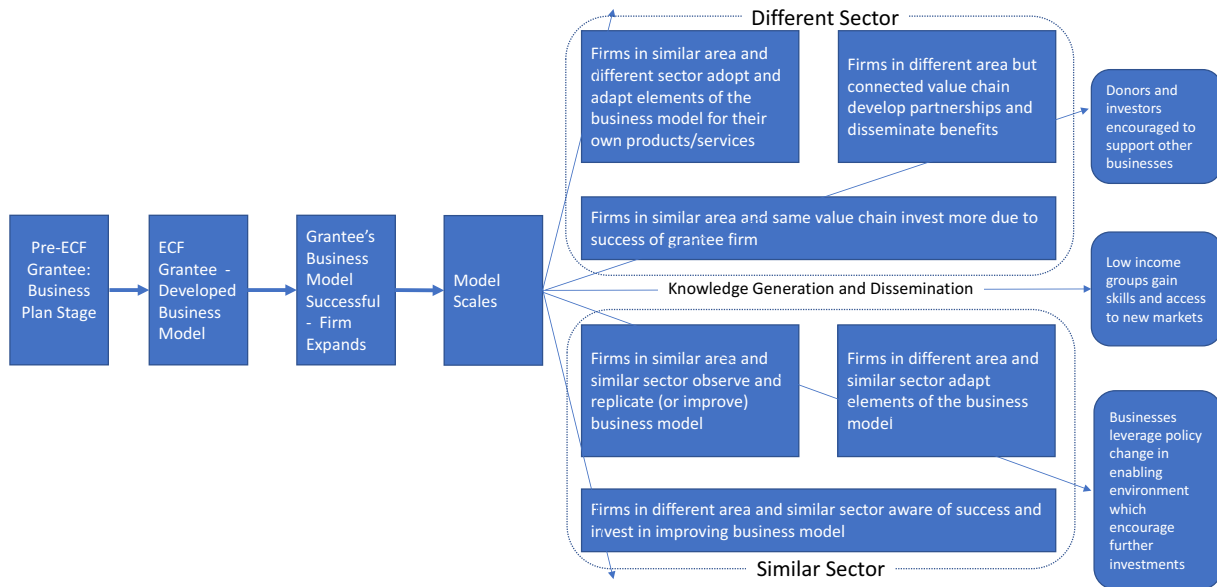 Different Sector
Firms in similar area and
different sector adopt and
adapt elements of the
business model for their
own products/services
Firms in different area but
connected value chain
develop partnerships and
disseminate benefits
Firms in similar area and same value chain invest more due to
success of grantee firm
Donors and
investors
encouraged to
support other
businesses
Pre-ECF
Grantee:
Business
Plan Stage
ECF
Grantee -
Developed
Business
Model
Grantee's
Business
Model
Successful
- Firm
Expands
Model
Scales
Knowledge Generation and Dissemination
Low income
groups gain
skills and access
to new markets
Firms in similar area and
similar sector observe and
replicate (or improve)
business model
Firms in different area and
similar sector adapt
elements of the business
model
Firms in different area and similar sector aware of success and
invest in improving business model
Similar Sector
Businesses
leverage policy
change in
enabling
environment
which
encourage
further
investments